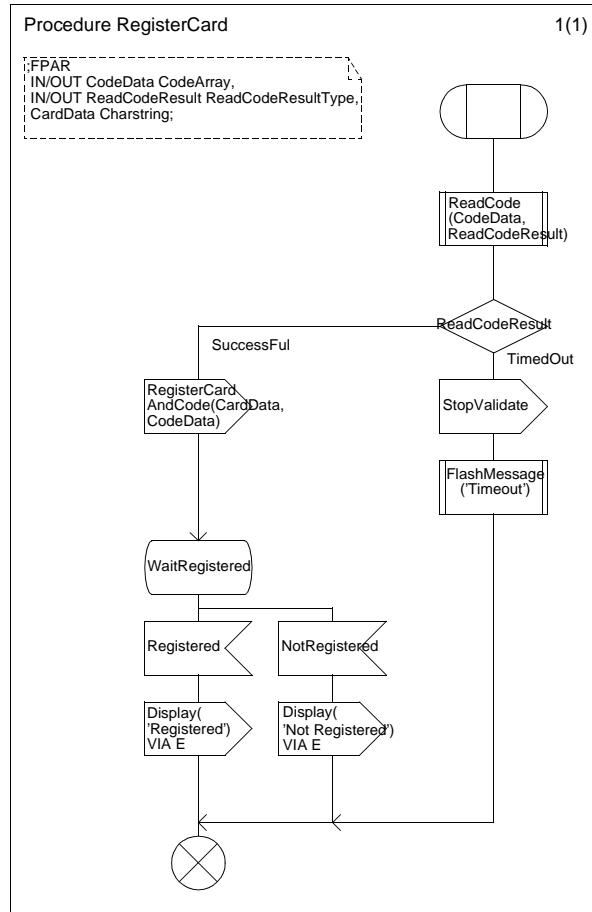 Procedure RegisterCard
1(1)
;FPAR
IN/OUT CodeData CodeArray,
IN/OUT ReadCodeResult ReadCodeResultType,
CardData Charstring;
ReadCode
(CodeData,
ReadCodeResult)
ReadCodeResult
SuccessFul
TimedOut
RegisterCard
AndCode(CardData,
CodeData)
StopValidate
FlashMessage
('Timeout')
WaitRegistered
Registered
NotRegistered
Display(
'Registered')
VIA E
Display(
'Not Registered')
VIA E